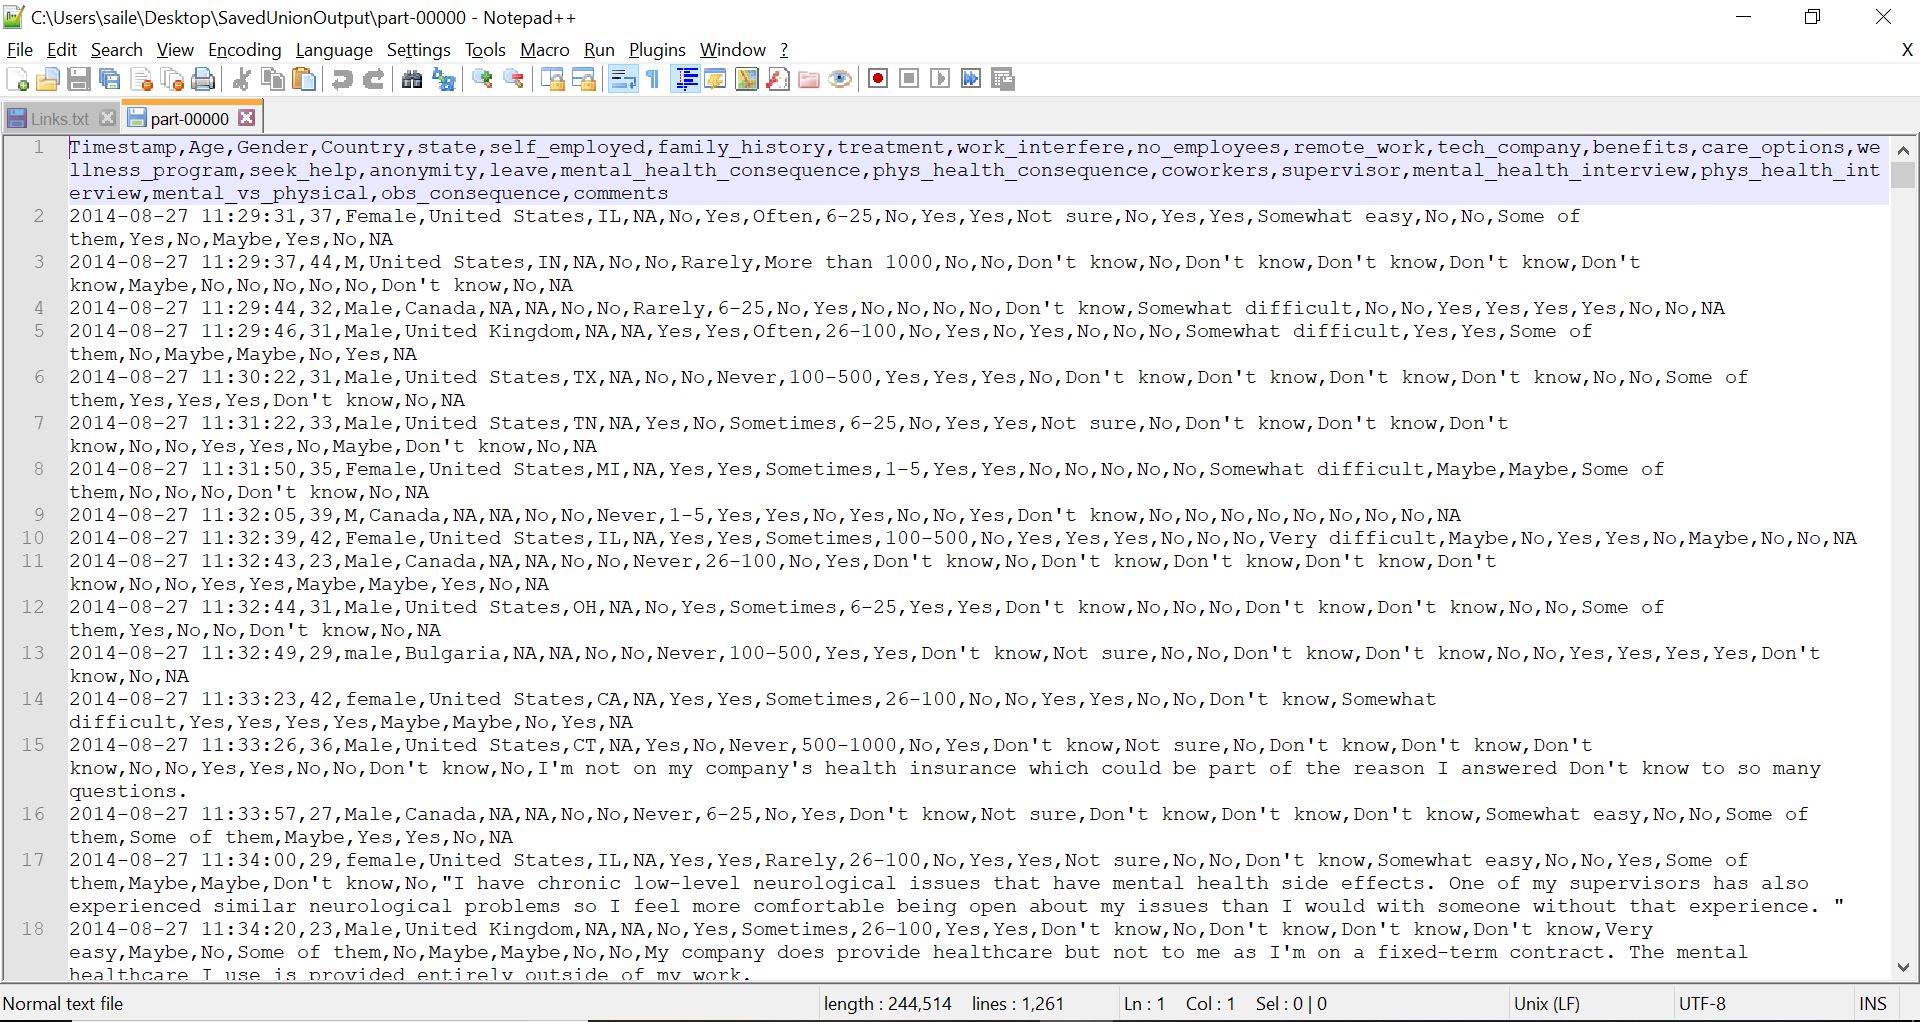 C:\Users\saile\Desktop\SavedUnionOutput\part-00000 - Notepad++
File Edit Search View Encoding Language Settings Tools Macro Run Plugins Window ? X
Links.txt part-00000
1 Timestamp,Age,Gender,Country,state,self_employed,family_history,treatment,work_interfere,no_employees,remote_work,tech_company,benefits,care_options,we
llness_program,seek_help,anonymity,leave,mental_health_consequence,phys_health_consequence,coworkers,supervisor,mental_health_interview,phys_health_int
erview,mental_vs_physical,obs_consequence,comments
2 2014-08-27 11:29:31,37,Female,United States,IL,NA,No,Yes,Often,6-25,No,Yes,Yes,Not sure,No,Yes,Yes,Somewhat easy,No,No,Some of
them,Yes,No,Maybe,Yes,No,NA
3 2014-08-27 11:29:37,44,M,United States,IN,NA,No,No,Rarely,More than 1000,No,No,Don't know,No,Don't know,Don't know,Don't know,Don't
know,Maybe,No,No,No,No,No,Don't know,No,NA
4 2014-08-27 11:29:44,32,Male,Canada,NA,NA,No,No,Rarely,6-25,No,Yes,No,No,No,No,Don't know,Somewhat difficult,No,No,Yes,Yes,Yes,Yes,No,No,NA
5 2014-08-27 11:29:46,31,Male,United Kingdom,NA,NA,Yes,Yes,Often,26-100,No,Yes,No,Yes,No,No,No,Somewhat difficult,Yes,Yes,Some of
them,No,Maybe,Maybe,No,Yes,NA
6 2014-08-27 11:30:22,31,Male,United States,TX,NA,No,No,Never,100-500,Yes,Yes,Yes,No,Don't know,Don't know,Don't know,Don't know,No,No,Some of
them,Yes,Yes,Yes,Don't know,No,NA
7 2014-08-27 11:31:22,33,Male,United States,TN,NA,Yes,No,Sometimes,6-25,No,Yes,Yes,Not sure,No,Don't know,Don't know,Don't
know,No,No,Yes,Yes,No,Maybe,Don't know,No,NA
8 2014-08-27 11:31:50,35,Female,United States,MI,NA,Yes,Yes,Sometimes,1-5,Yes,Yes,No,No,No,No,No,Somewhat difficult,Maybe,Maybe,Some of
them,No,No,No,Don't know,No,NA
9 2014-08-27 11:32:05,39,M,Canada,NA,NA,No,No,Never,1-5,Yes,Yes,No,Yes,No,No,Yes,Don't know,No,No,No,No,No,No,No,No,NA
10 2014-08-27 11:32:39,42,Female,United States,IL,NA,Yes,Yes,Sometimes,100-500,No,Yes,Yes,Yes,No,No,No,Very difficult,Maybe,No,Yes,Yes,No,Maybe,No,No,NA
11 2014-08-27 11:32:43,23,Male,Canada,NA,NA,No,No,Never,26-100,No,Yes,Don't know,No,Don't know,Don't know,Don't know,Don't
know,No,No,Yes,Yes,Maybe,Maybe,Yes,No,NA
12 2014-08-27 11:32:44,31,Male,United States,OH,NA,No,Yes,Sometimes,6-25,Yes,Yes,Don't know,No,No,No,Don't know,Don't know,No,No,Some of
them,Yes,No,No,Don't know,No,NA
13 2014-08-27 11:32:49,29,male,Bulgaria,NA,NA,No,No,Never,100-500,Yes,Yes,Don't know,Not sure,No,No,Don't know,Don't know,No,No,Yes,Yes,Yes,Yes,Don't
know,No,NA
14 2014-08-27 11:33:23,42,female,United States,CA,NA,Yes,Yes,Sometimes,26-100,No,No,Yes,Yes,No,No,Don't know,Somewhat
difficult,Yes,Yes,Yes,Yes,Maybe,Maybe,No,Yes,NA
15 2014-08-27 11:33:26,36,Male,United States,CT,NA,Yes,No,Never,500-1000,No,Yes,Don't know,Not sure,No,Don't know,Don't know,Don't
know,No,No,Yes,Yes,No,No,Don't know,No,I'm not on my company's health insurance which could be part of the reason I answered Don't know to so many
questions.
16 2014-08-27 11:33:57,27,Male,Canada,NA,NA,No,No,Never,6-25,No,Yes,Don't know,Not sure,Don't know,Don't know,Don't know,Somewhat easy,No,No,Some of
them,Some of them,Maybe,Yes,Yes,No,NA
17 2014-08-27 11:34:00,29,female,United States,IL,NA,Yes,Yes,Rarely,26-100,No,Yes,Yes,Not sure,No,No,Don't know,Somewhat easy,No,No,Yes,Some of
them,Maybe,Maybe,Don't know,No,"I have chronic low-level neurological issues that have mental health side effects. One of my supervisors has also
experienced similar neurological problems so I feel more comfortable being open about my issues than I would with someone without that experience. "
18 2014-08-27 11:34:20,23,Male,United Kingdom,NA,NA,No,Yes,Sometimes,26-100,Yes,Yes,Don't know,No,Don't know,Don't know,Don't know,Very
easy,Maybe,No,Some of them,No,Maybe,Maybe,No,No,My company does provide healthcare but not to me as I'm on a fixed-term contract. The mental
healthcare I use is provided entirely outside of my work.
Normal text file length : 244,514 lines : 1,261 Ln : 1 Col : 1 Sel : 0 | 0 Unix (LF) UTF-8 INS